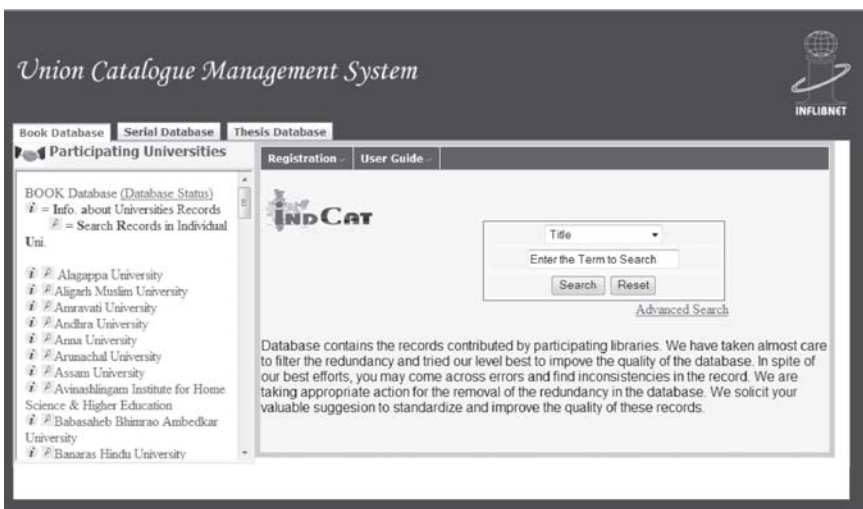 Union Catalogue Management System
INFLIBNET
Book Database Serial Database Thesis Database
Participating Universities
BOOK Database (Database Status)
i = Info. about Universities Records
= Search Records in Individual
Uni.
i Alagappa University
i Aligarh Muslim University
i Amravati University
i Andhra University
i Anna University
i Arunachal University
i Assam University
i Avinashlingam Institute for Home
Science & Higher Education
i Babasaheb Bhimrao Ambedkar
University
i Banaras Hindu University
Registration User Guide
INDCAT
Title
Enter the Term to Search
Search Reset
Advanced Search
Database contains the records contributed by participating libraries. We have taken almost care
to filter the redundancy and tried our level best to impove the quality of the database. In spite of
our best efforts, you may come across errors and find inconsistencies in the record. We are
taking appropriate action for the removal of the redundancy in the database. We solicit your
valuable suggesion to standardize and improve the quality of these records.